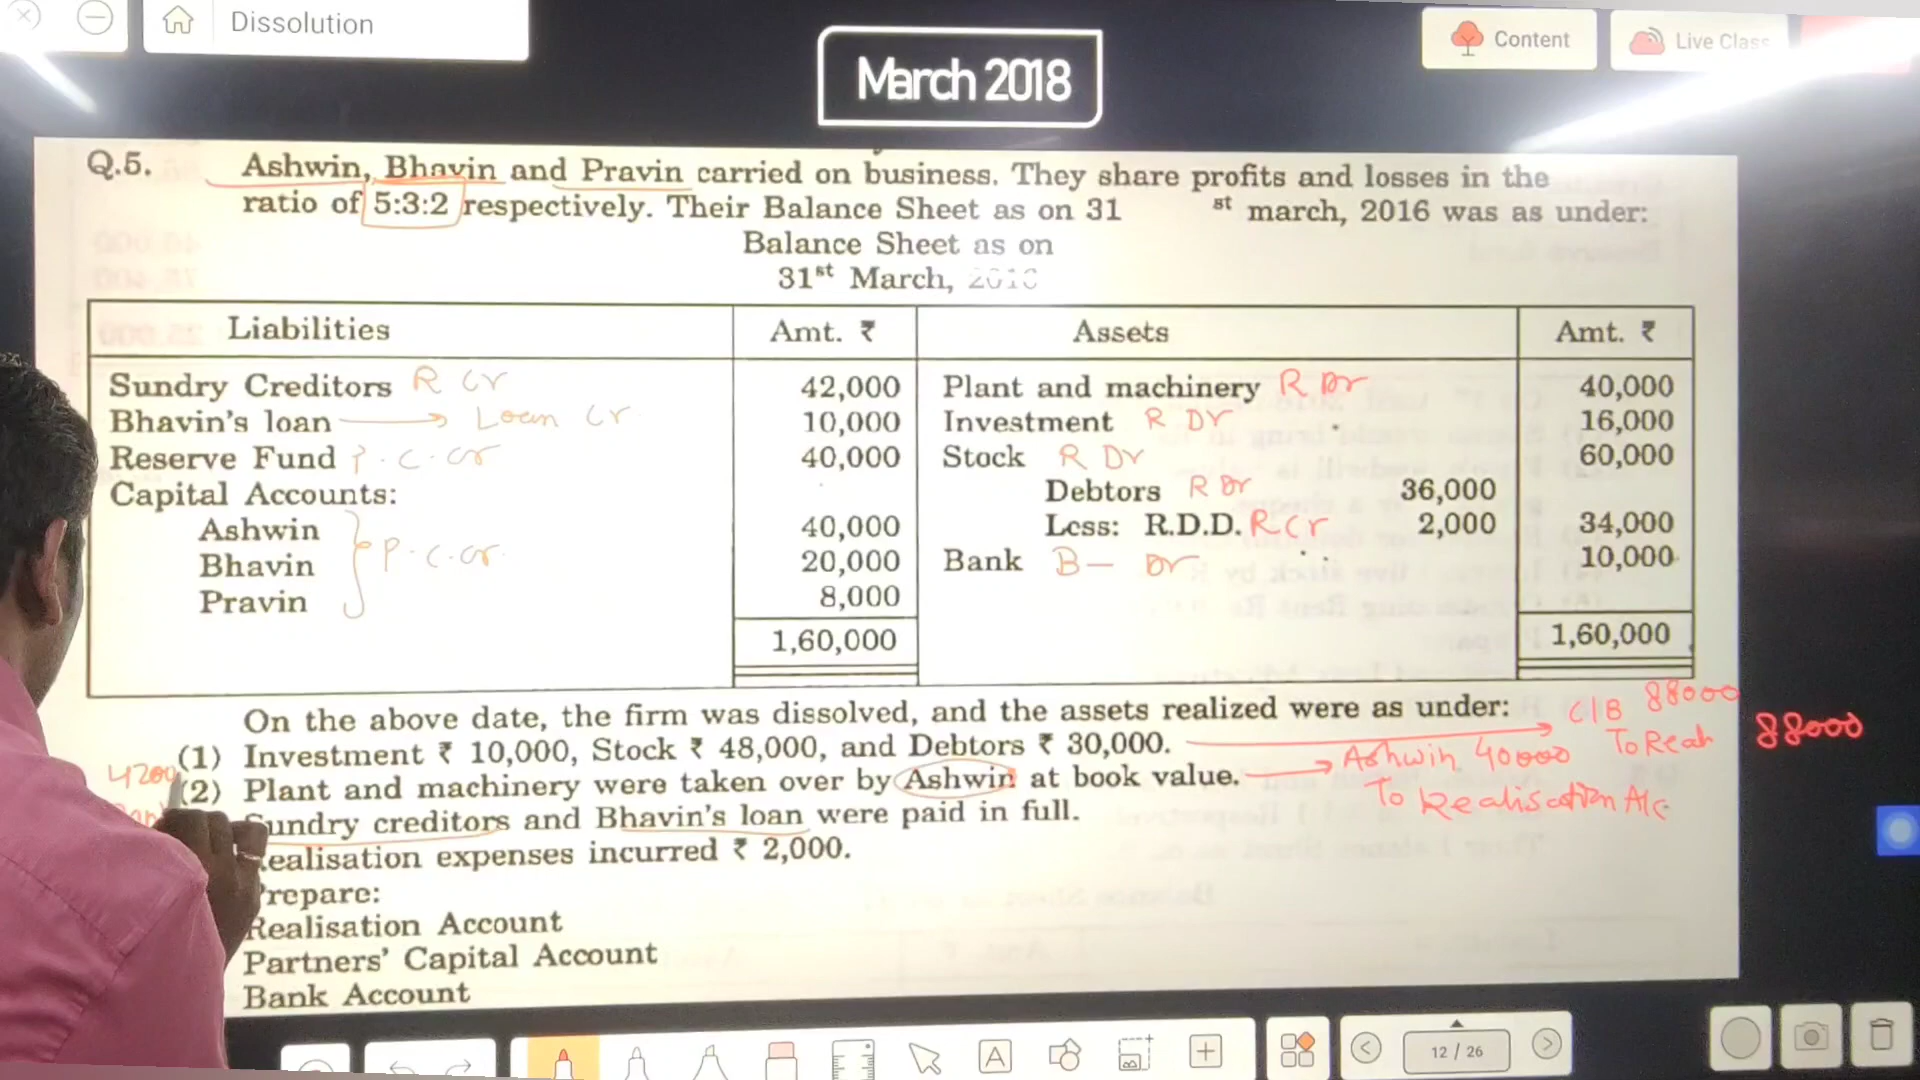 Dissolution
March 2018
Content
Live Class
Q.5. Ashwin, Bhavin and Pravin carried on business. They share profits and losses in the
ratio of 5:3:2 respectively. Their Balance Sheet as on 31 st march, 2016 was as under:
Balance Sheet as on
31st March, 2016
Liabilities Amt. ₹ Assets Amt. ₹
Sundry Creditors R Cr 42,000 Plant and machinery R Dr 40,000
Bhavin's loan → Loan Cr 10,000 Investment R Dr 16,000
Reserve Fund P.C.cr 40,000 Stock R Dr 60,000
Capital Accounts: Debtors R Dr 36,000
Ashwin 40,000 Less: R.D.D. R Cr 2,000 34,000
Bhavin P.C.cr 20,000 Bank B — Dr 10,000
Pravin 8,000
1,60,000 1,60,000
On the above date, the firm was dissolved, and the assets realized were as under: C/B 88000
(1) Investment ₹ 10,000, Stock ₹ 48,000, and Debtors ₹ 30,000. → To Real 88000
(2) Plant and machinery were taken over by Ashwin at book value. → Ashwin 40000
To Realisation A/c
Sundry creditors and Bhavin's loan were paid in full.
ealisation expenses incurred ₹ 2,000.
repare:
Realisation Account
Partners' Capital Account
Bank Account
A
12 / 26